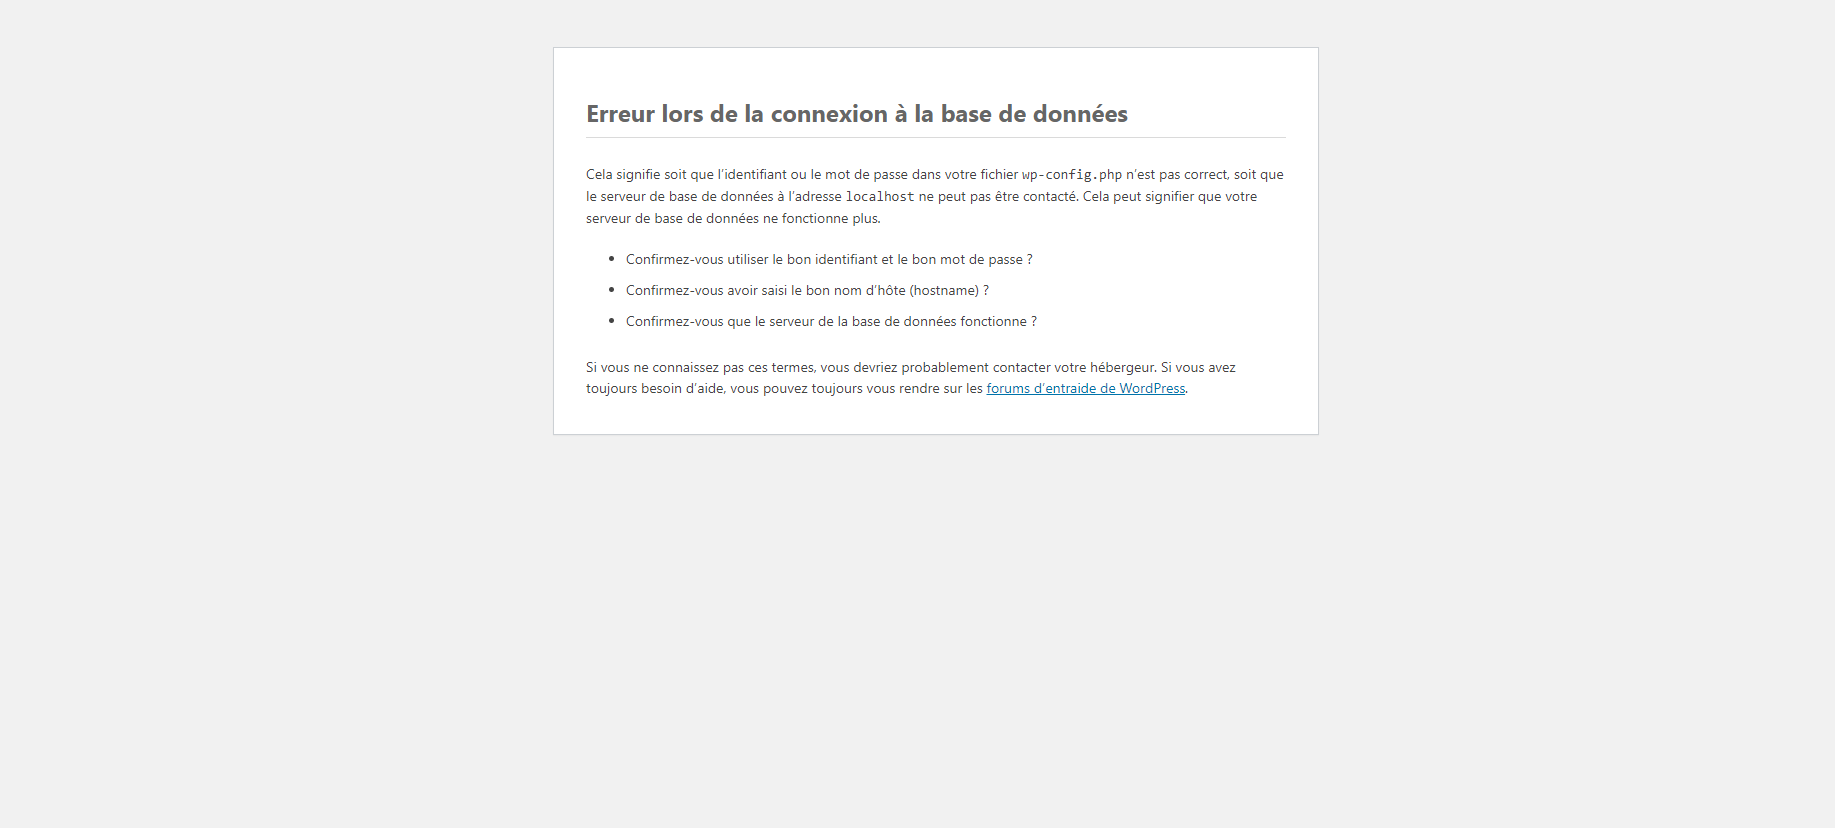 Erreur lors de la connexion à la base de données
Cela signifie soit que l’identifiant ou le mot de passe dans votre fichier wp-config.php n’est pas correct, soit que
le serveur de base de données à l’adresse localhost ne peut pas être contacté. Cela peut signifier que votre
serveur de base de données ne fonctionne plus.
• Confirmez-vous utiliser le bon identifiant et le bon mot de passe ?
• Confirmez-vous avoir saisi le bon nom d’hôte (hostname) ?
• Confirmez-vous que le serveur de la base de données fonctionne ?
Si vous ne connaissez pas ces termes, vous devriez probablement contacter votre hébergeur. Si vous avez
toujours besoin d’aide, vous pouvez toujours vous rendre sur les forums d’entraide de WordPress.